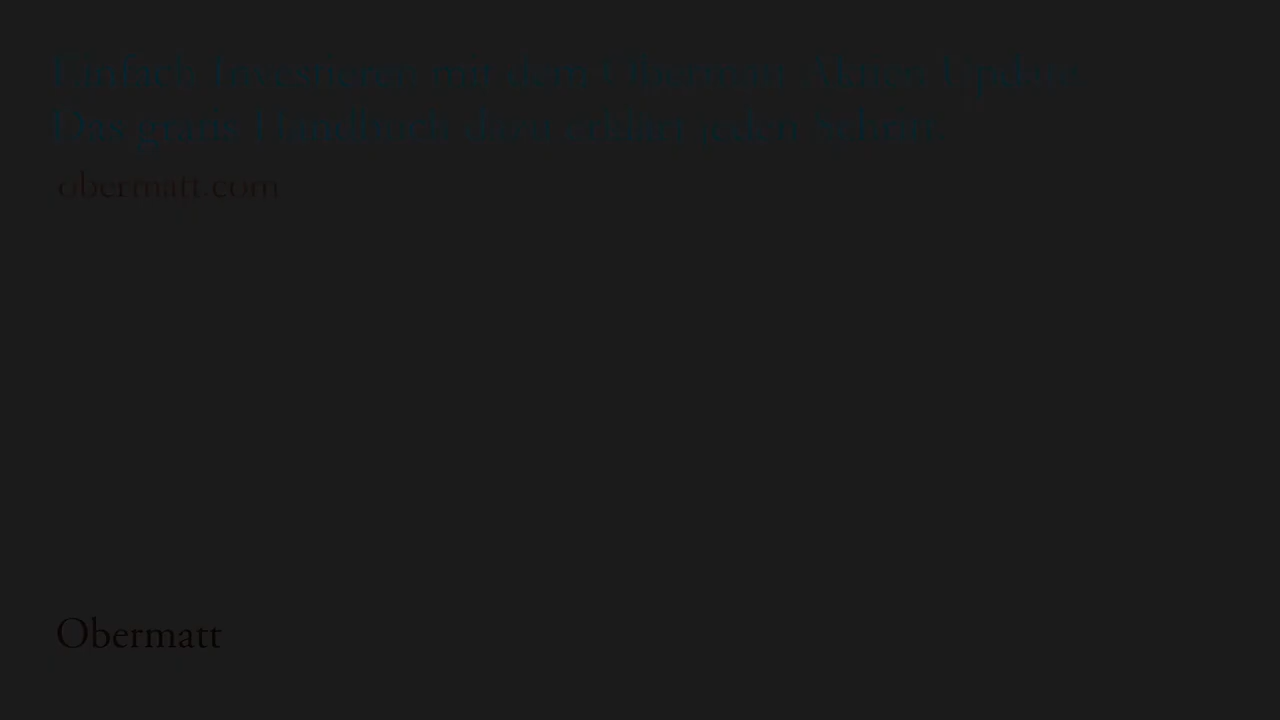 Einfach Investieren mit dem Obermatt Aktien Update
Das gratis Handbuch dazu erklärt jeden Schritt
obermatt.com
Obermatt